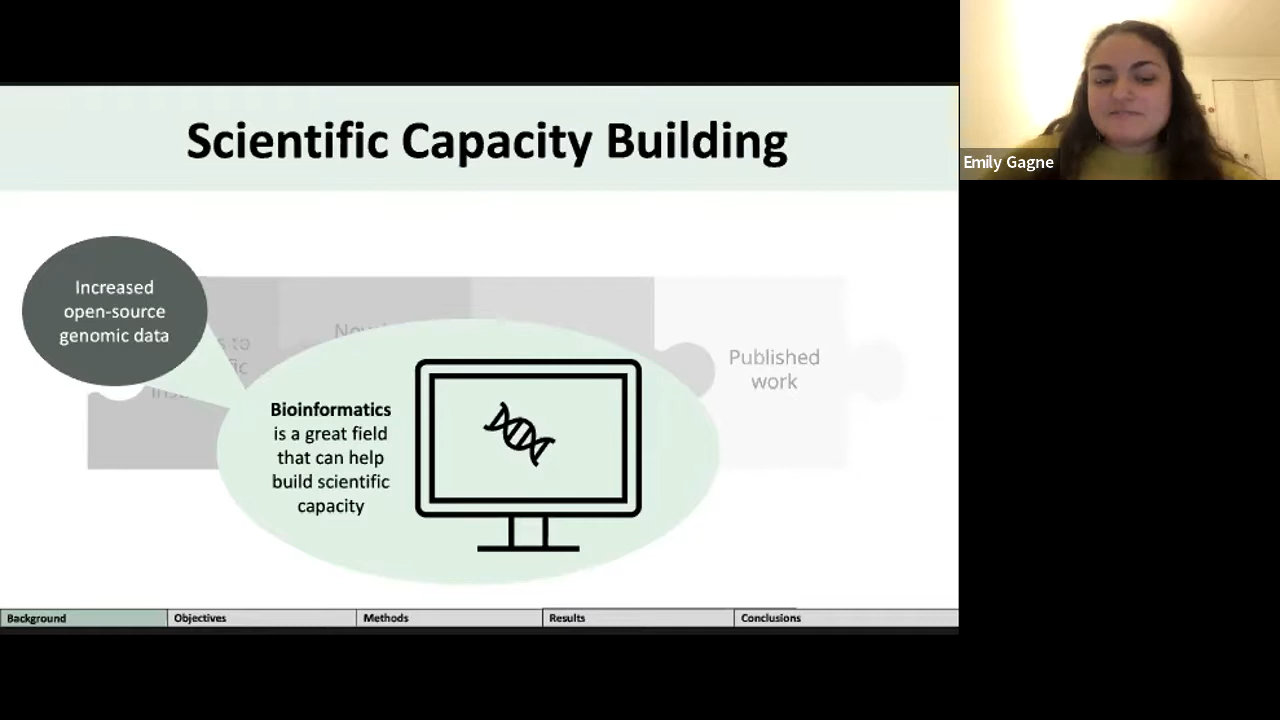 Scientific Capacity Building
Emily Gagne
Increased
open-source
genomic data
to
Published
work
Bioinformatics
is a great field
that can help
build scientific
capacity
Background
Objectives
Methods
Results
Conclusions